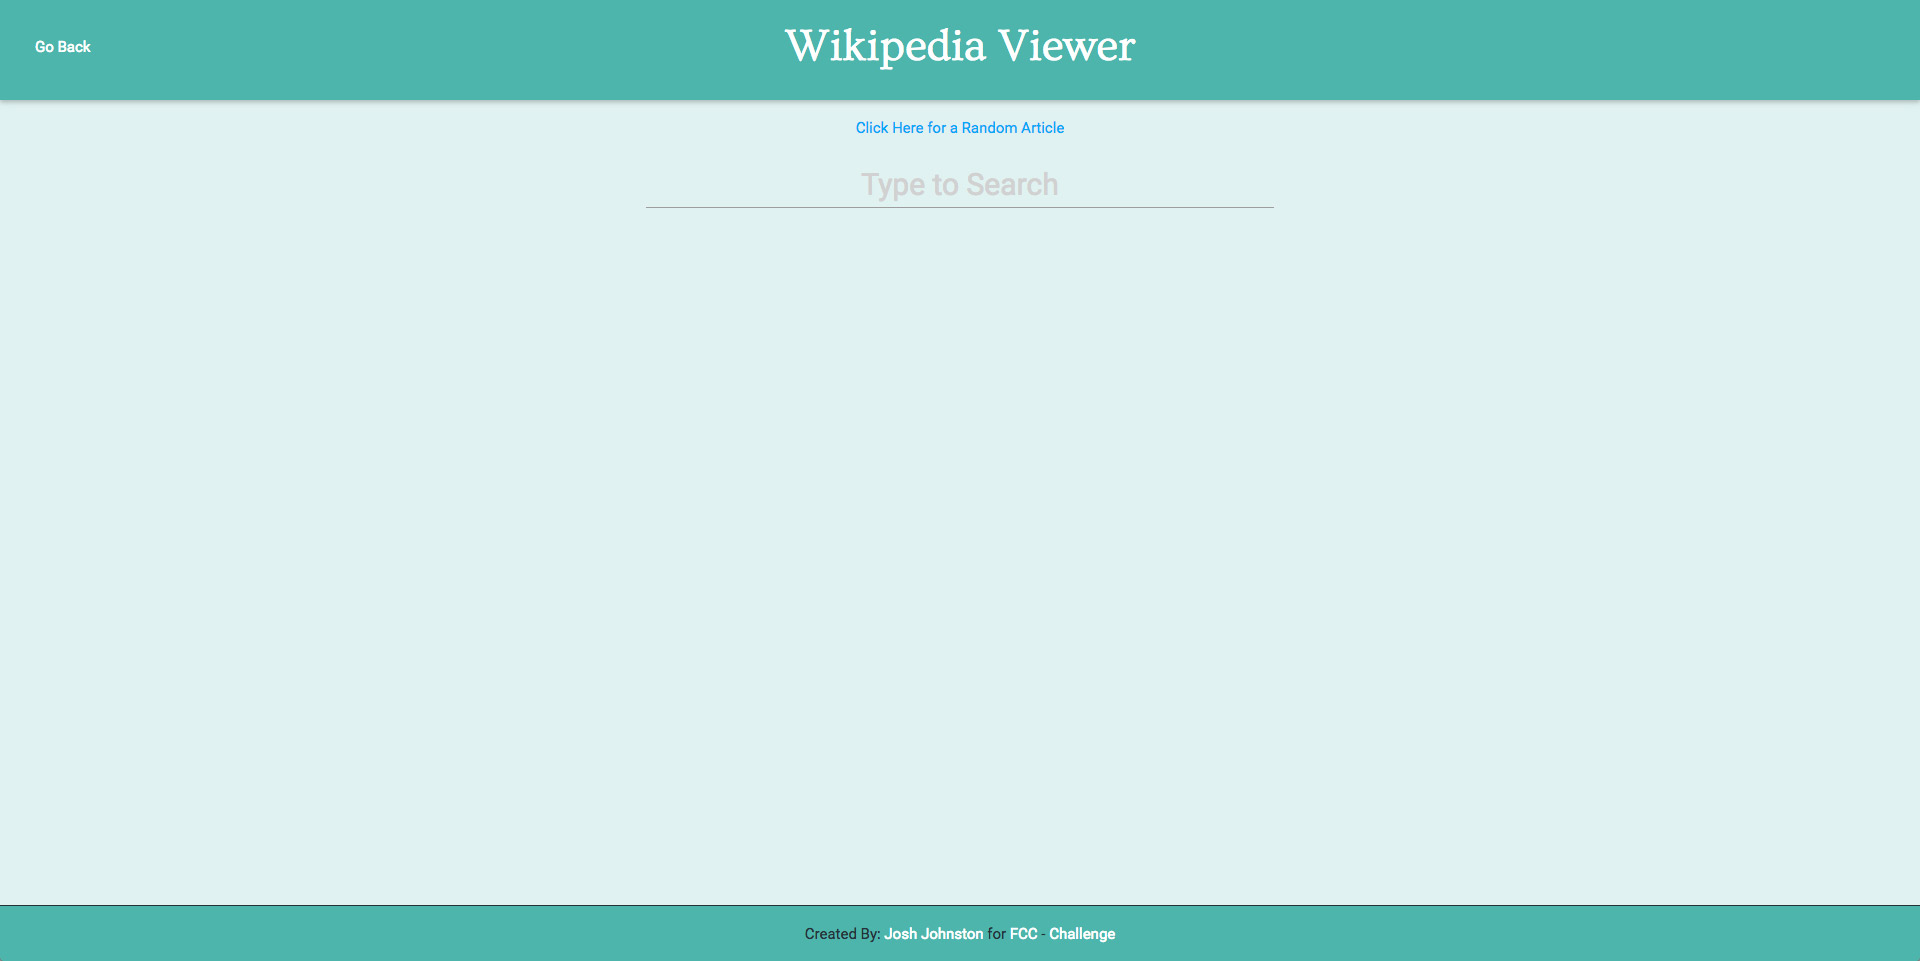 Go Back
Wikipedia Viewer
Click Here for a Random Article
Type to Search
Created By: Josh Johnston for FCC - Challenge